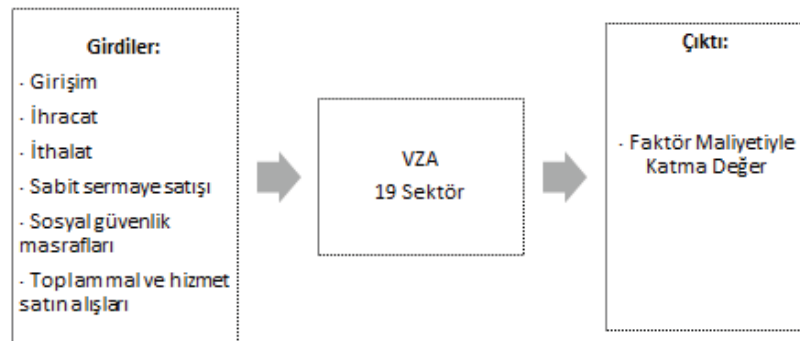 Girdiler:
· Girişim
· İhracat
· İthalat
· Sabit sermaye satışı
· Sosyal güvenlik
masrafları
· Toplam mal ve hizmet
satın alışları
VZA
19 Sektör
Çıktı:
· Faktör Maliyetiyle
Katma Değer